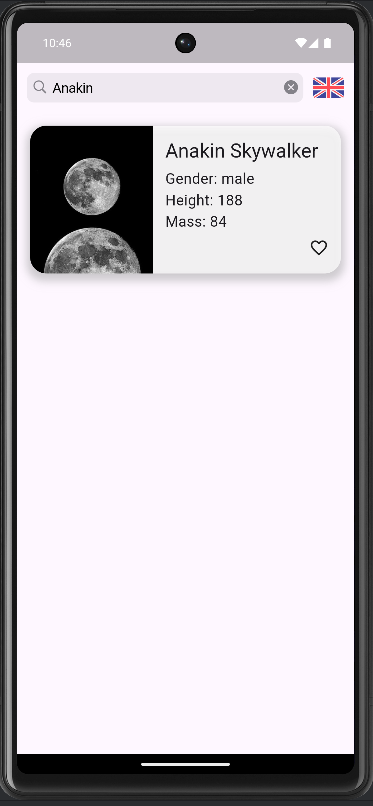 10:46
Anakin
Anakin Skywalker
Gender: male
Height: 188
Mass: 84